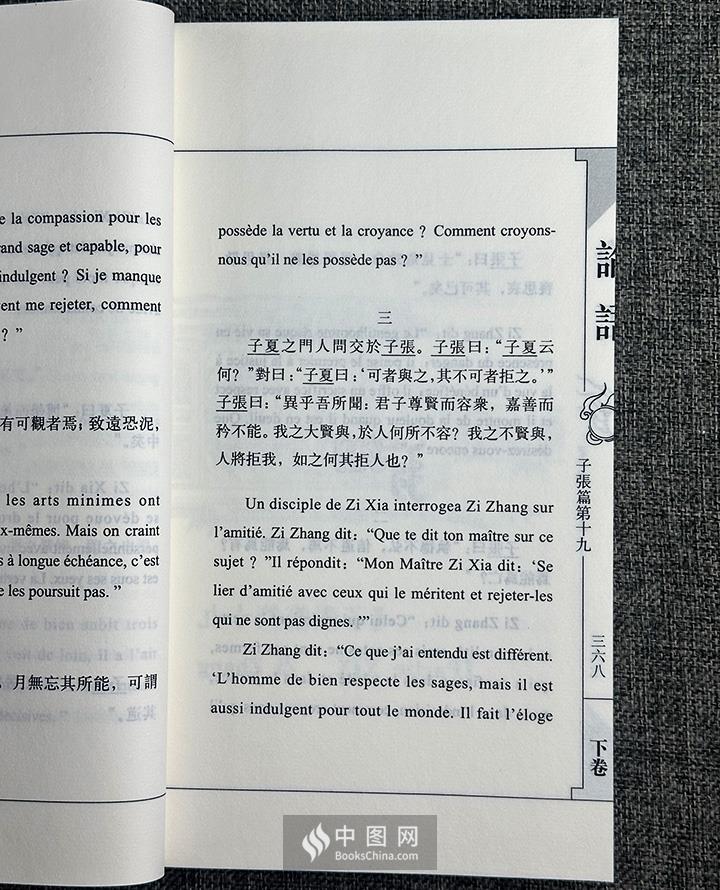 possède la vertu et la croyance ? Comment croyons-
nous qu'il ne les possède pas ? ”
三
子夏之門人問交於子張。子張曰：“子夏云
何？”對曰：“子夏曰：‘可者與之，其不可者拒之。’”
子張曰：“異乎吾所聞：君子尊賢而容衆，嘉善而
矜不能。我之大賢與，於人何所不容？我之不賢與，
人將拒我，如之何其拒人也？”
Un disciple de Zi Xia interrogea Zi Zhang sur
l'amitié. Zi Zhang dit: “Que te dit ton maître sur ce
sujet ? ”Il répondit: “Mon Maître Zi Xia dit: ‘Se
lier d'amitié avec ceux qui le méritent et rejeter-les
qui ne sont pas dignes. ’”
Zi Zhang dit: “Ce que j'ai entendu est différent.
‘L'homme de bien respecte les sages, mais il est
aussi indulgent pour tout le monde. Il fait l'éloge
論語
子張篇第十九
三六八
下卷
e la compassion pour les
rand sage et capable, pour
indulgent ? Si je manque
ent me rejeter, comment
? ”
有可觀者焉；致遠恐泥，
les arts minimes ont
x-mêmes. Mais on craint
s à longue échéance, c'est
e les poursuit pas. ”
，月無忘其所能，可謂
中图网
BooksChina.com